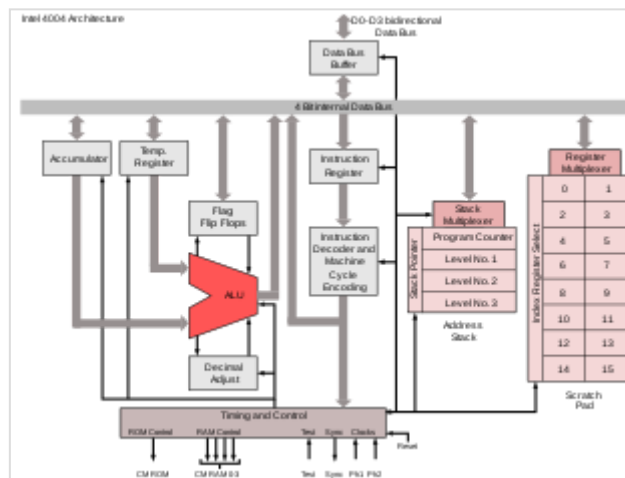 Intel 4004 Architecture
D0-D3 bidirectional
Data Bus
Data Bus
Buffer
4 Bit internal Data Bus
Accumulator
Temp.
Register
Instruction
Register
Register
Multiplexer
Flag
Flip Flops
Stack
Multiplexer
Instruction
Decoder and
Machine
Cycle
Encoding
Stack Pointer
Program Counter
Level No. 1
Level No. 2
Level No. 3
Address
Stack
Index Register Select
0 1
2 3
4 5
6 7
8 9
10 11
12 13
14 15
Scratch
Pad
ALU
Decimal
Adjust
Timing and Control
ROM Control RAM Control Test Sync Clocks
Reset
CM ROM CM RAM 0-3 Test Sync Ph1 Ph2